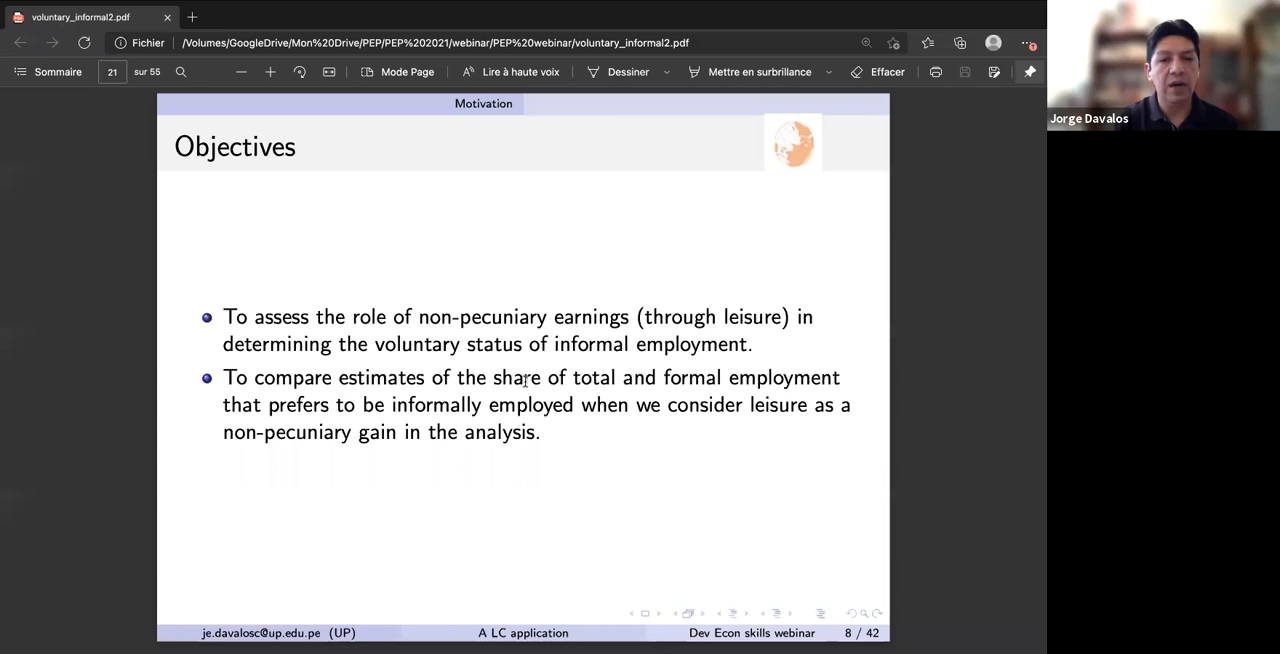 voluntary_informal2.pdf
Fichier
/Volumes/GoogleDrive/Mon%20Drive/PEP/PEP%202021/webinar/PEP%20webinar/voluntary_informal2.pdf
Sommaire 21 sur 55 Mode Page Lire à haute voix Dessiner Mettre en surbrillance Effacer
Jorge Davalos
Motivation
Objectives
To assess the role of non-pecuniary earnings (through leisure) in
determining the voluntary status of informal employment.
To compare estimates of the share of total and formal employment
that prefers to be informally employed when we consider leisure as a
non-pecuniary gain in the analysis.
je.davalosc@up.edu.pe (UP) A LC application Dev Econ skills webinar 8 / 42